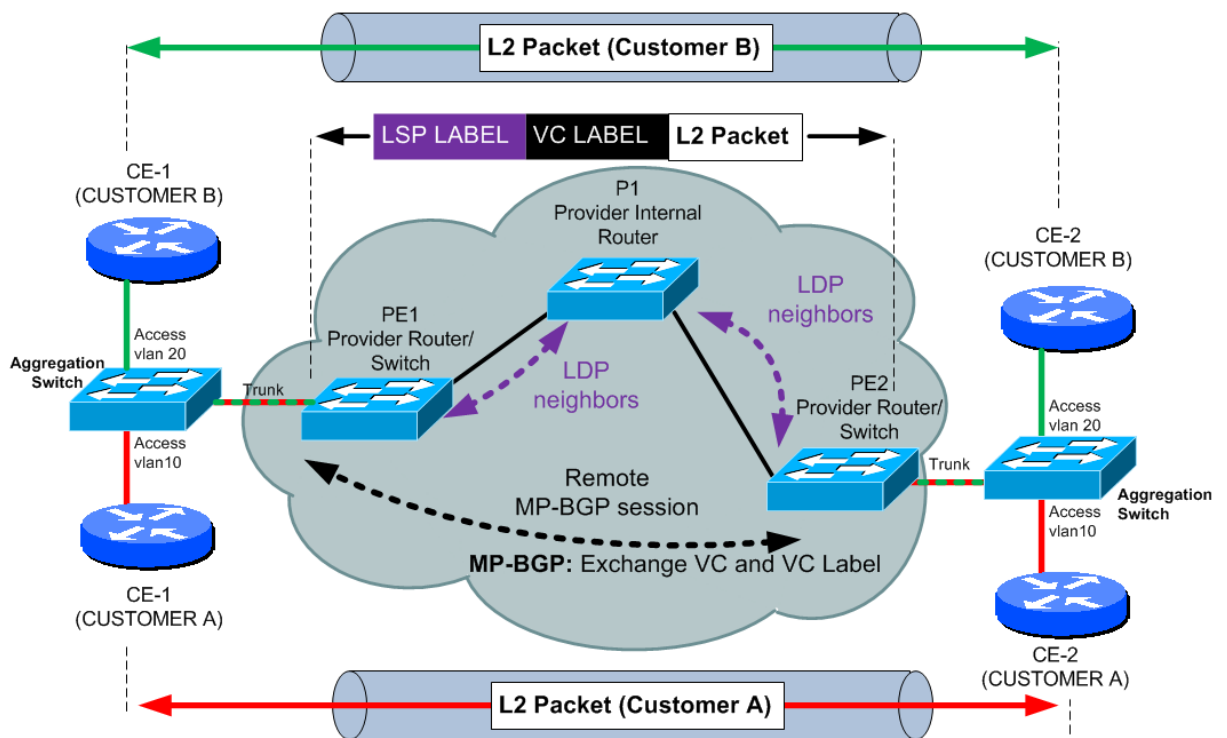 L2 Packet (Customer B)
LSP LABEL VC LABEL L2 Packet
CE-1
(CUSTOMER B)
P1
Provider Internal
Router
CE-2
(CUSTOMER B)
PE1
Provider Router/
Switch
LDP
neighbors
LDP
neighbors
Access
vlan 20
Aggregation
Switch
Trunk
Access
vlan10
PE2
Provider Router/
Switch
Access
vlan 20
Trunk
Aggregation
Switch
Access
vlan10
Remote
MP-BGP session
MP-BGP: Exchange VC and VC Label
CE-1
(CUSTOMER A)
CE-2
(CUSTOMER A)
L2 Packet (Customer A)